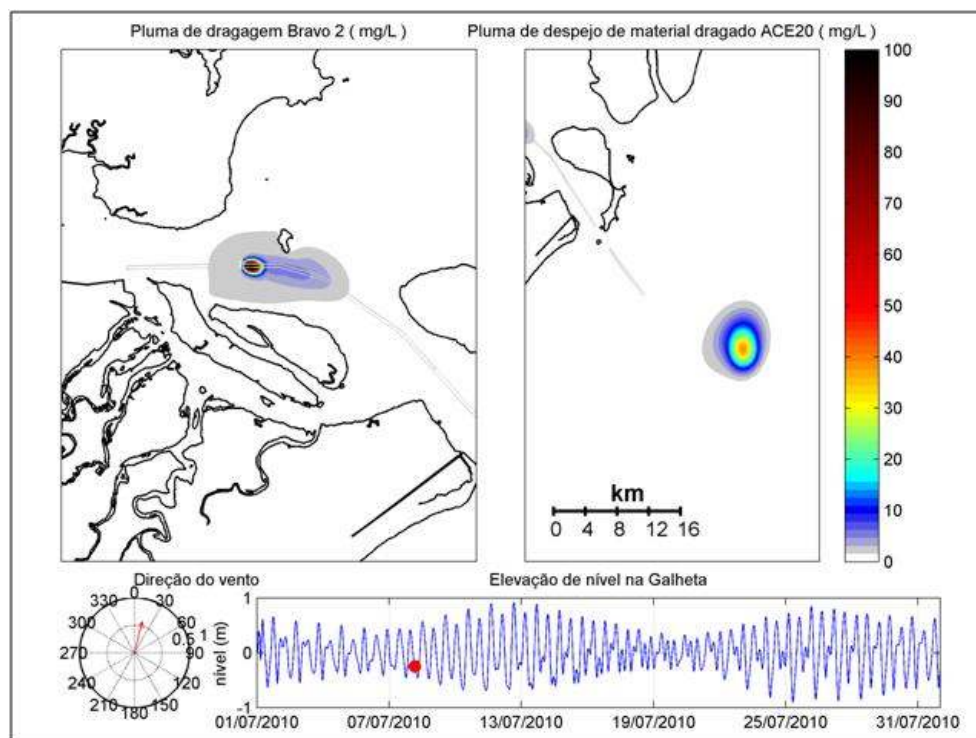 Pluma de dragagem Bravo 2 ( mg/L )
Pluma de despejo de material dragado ACE20 ( mg/L )
100
90
80
70
60
50
40
30
20
10
0
km
0 4 8 12 16
Direção do vento
0
330 30
300 60
0.5 1
270 90
240 120
210 150
180
Elevação de nível na Galheta
nível (m)
1
0
-1
01/07/2010 07/07/2010 13/07/2010 19/07/2010 25/07/2010 31/07/2010